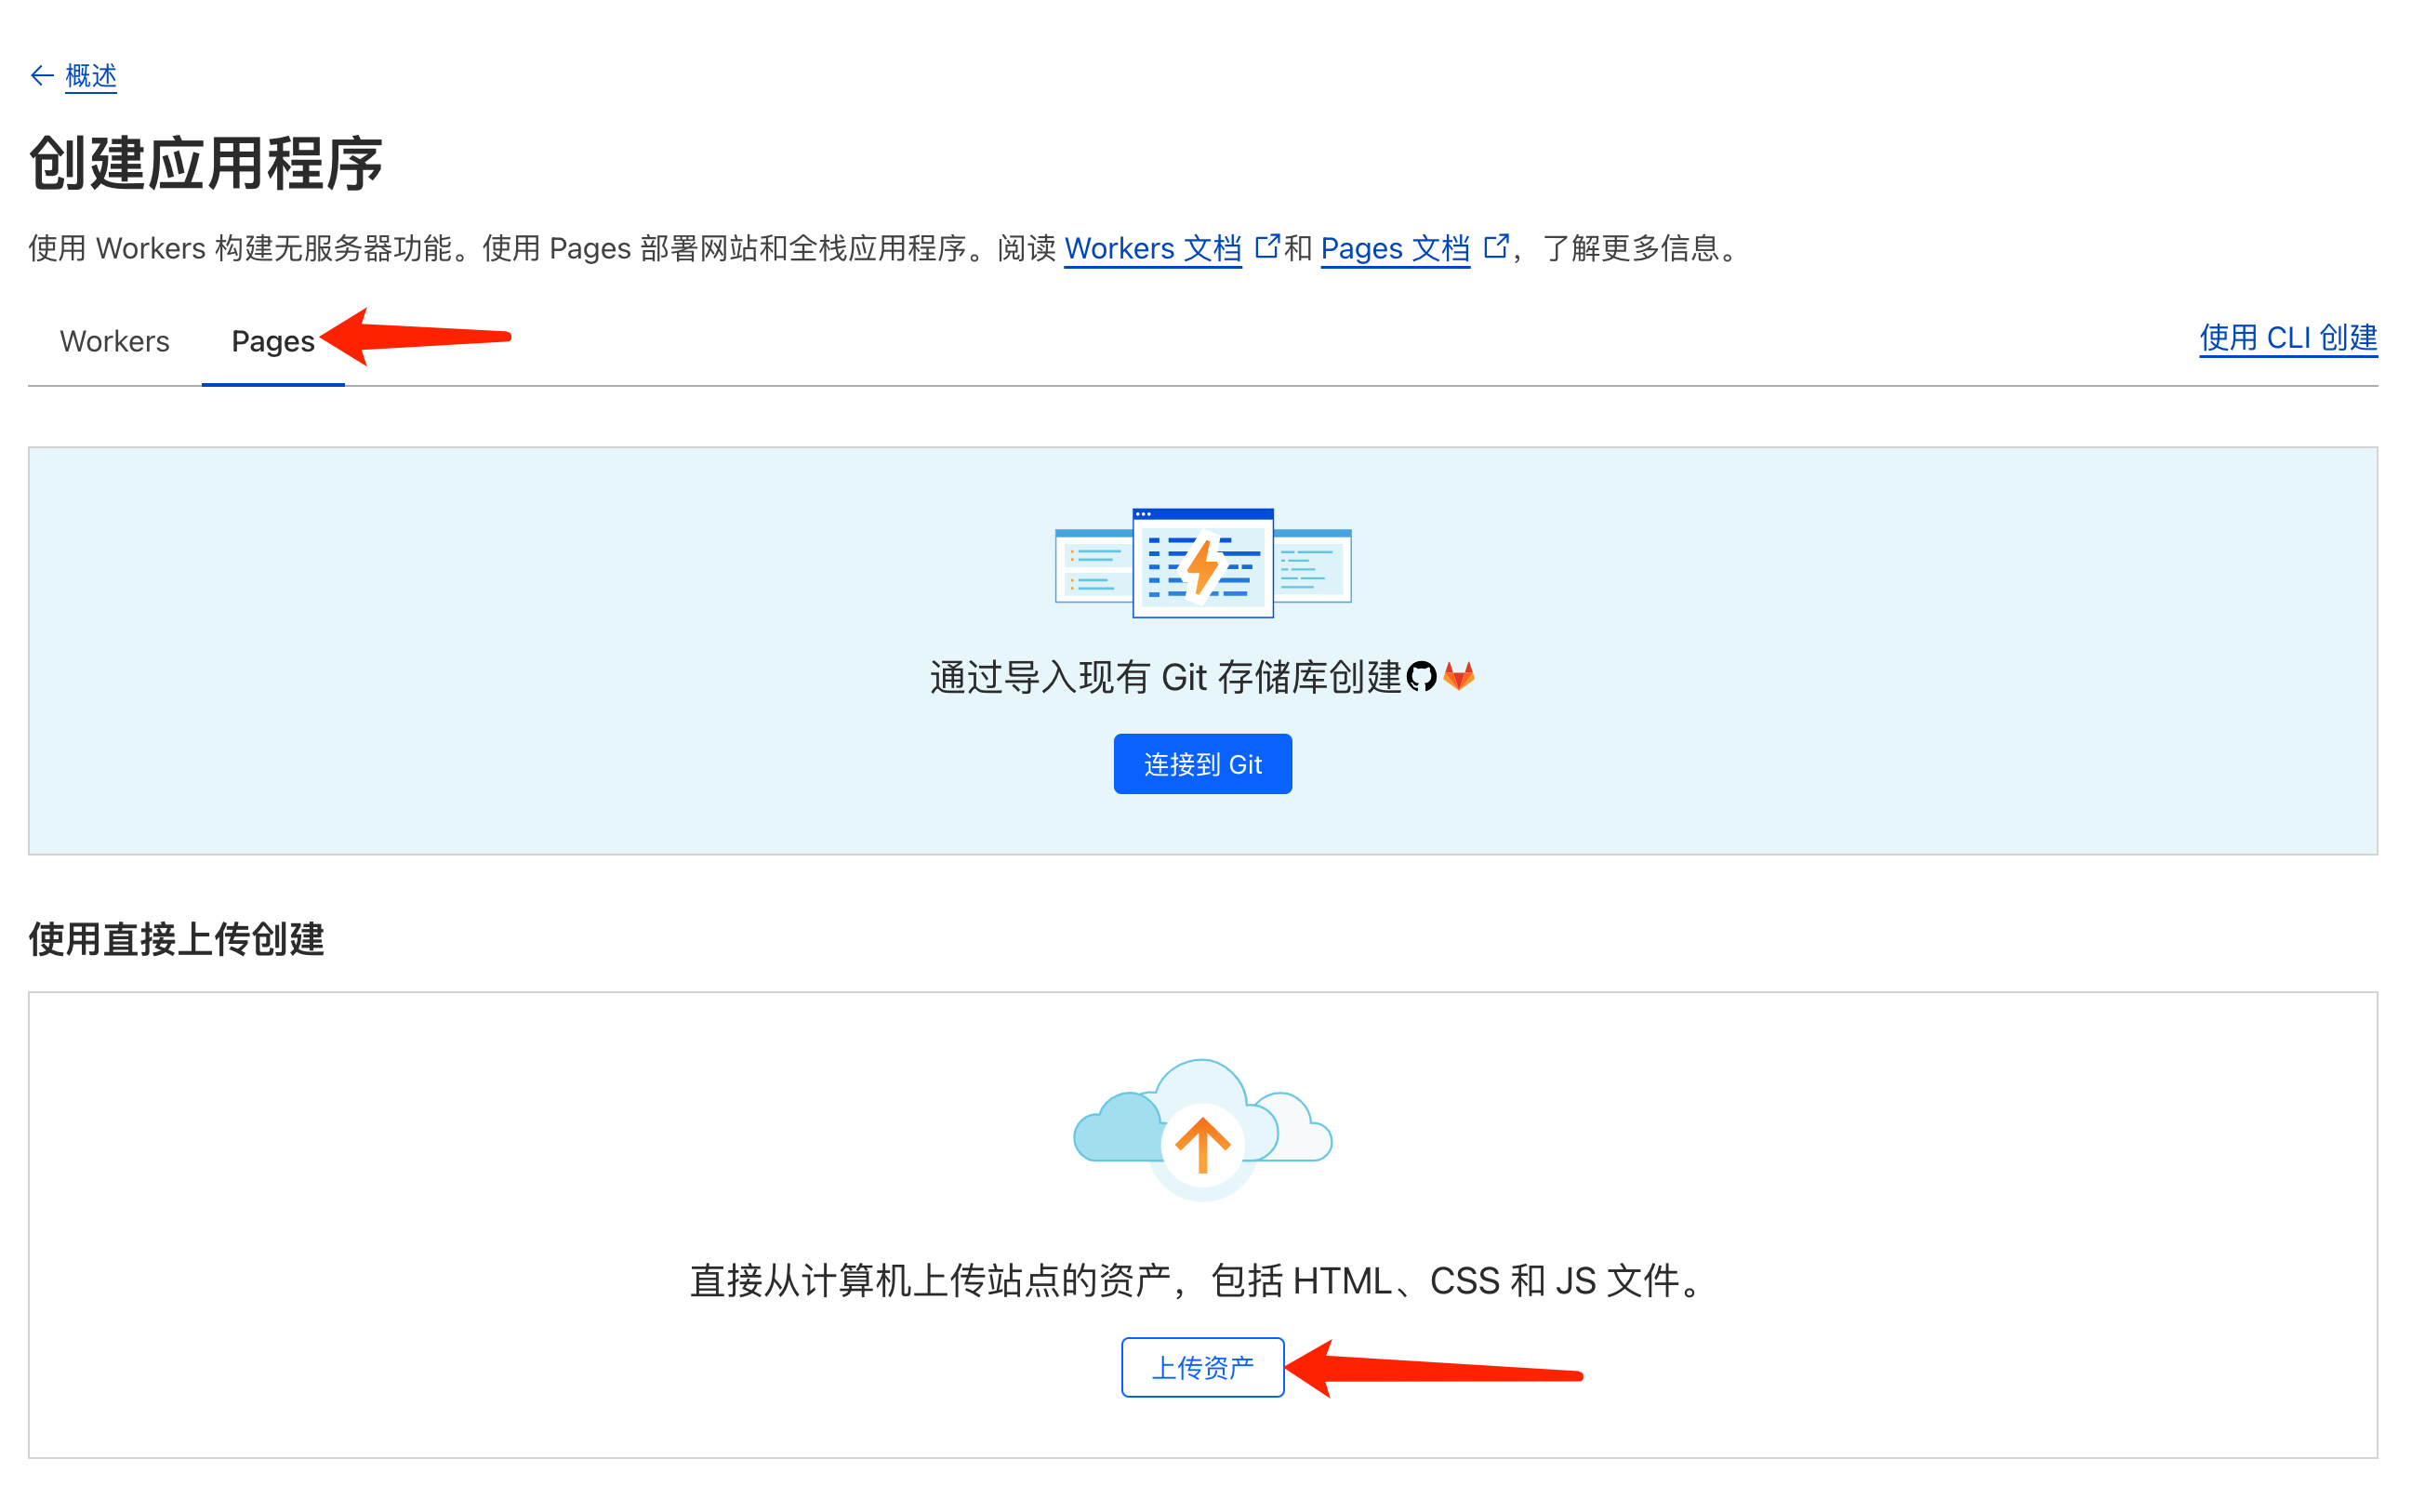 概述
创建应用程序
使用 Workers 构建无服务器功能。使用 Pages 部署网站和全栈应用程序。阅读 Workers 文档 和 Pages 文档，了解更多信息。
Workers Pages 使用 CLI 创建
通过导入现有 Git 存储库创建
连接到 Git
使用直接上传创建
直接从计算机上传站点的资产，包括 HTML、CSS 和 JS 文件。
上传资产